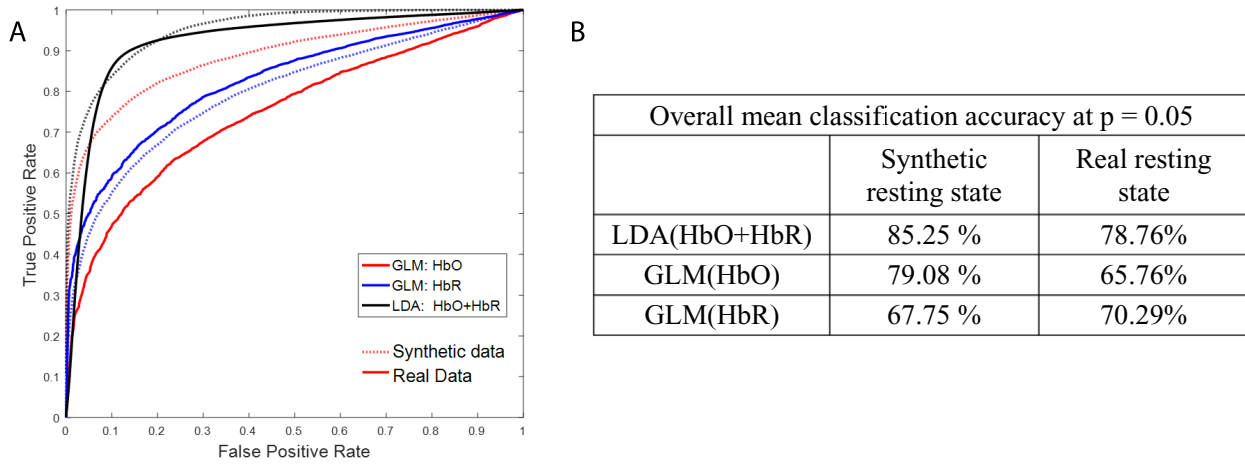 A
True Positive Rate
1
0.9
0.8
0.7
0.6
0.5
0.4
0.3
0.2
0.1
0
GLM: HbO
GLM: HbR
LDA: HbO+HbR
Synthetic data
Real Data
0 0.1 0.2 0.3 0.4 0.5 0.6 0.7 0.8 0.9 1
False Positive Rate
B
Overall mean classification accuracy at p = 0.05
Synthetic resting state
Real resting state
LDA(HbO+HbR) 85.25 % 78.76%
GLM(HbO) 79.08 % 65.76%
GLM(HbR) 67.75 % 70.29%